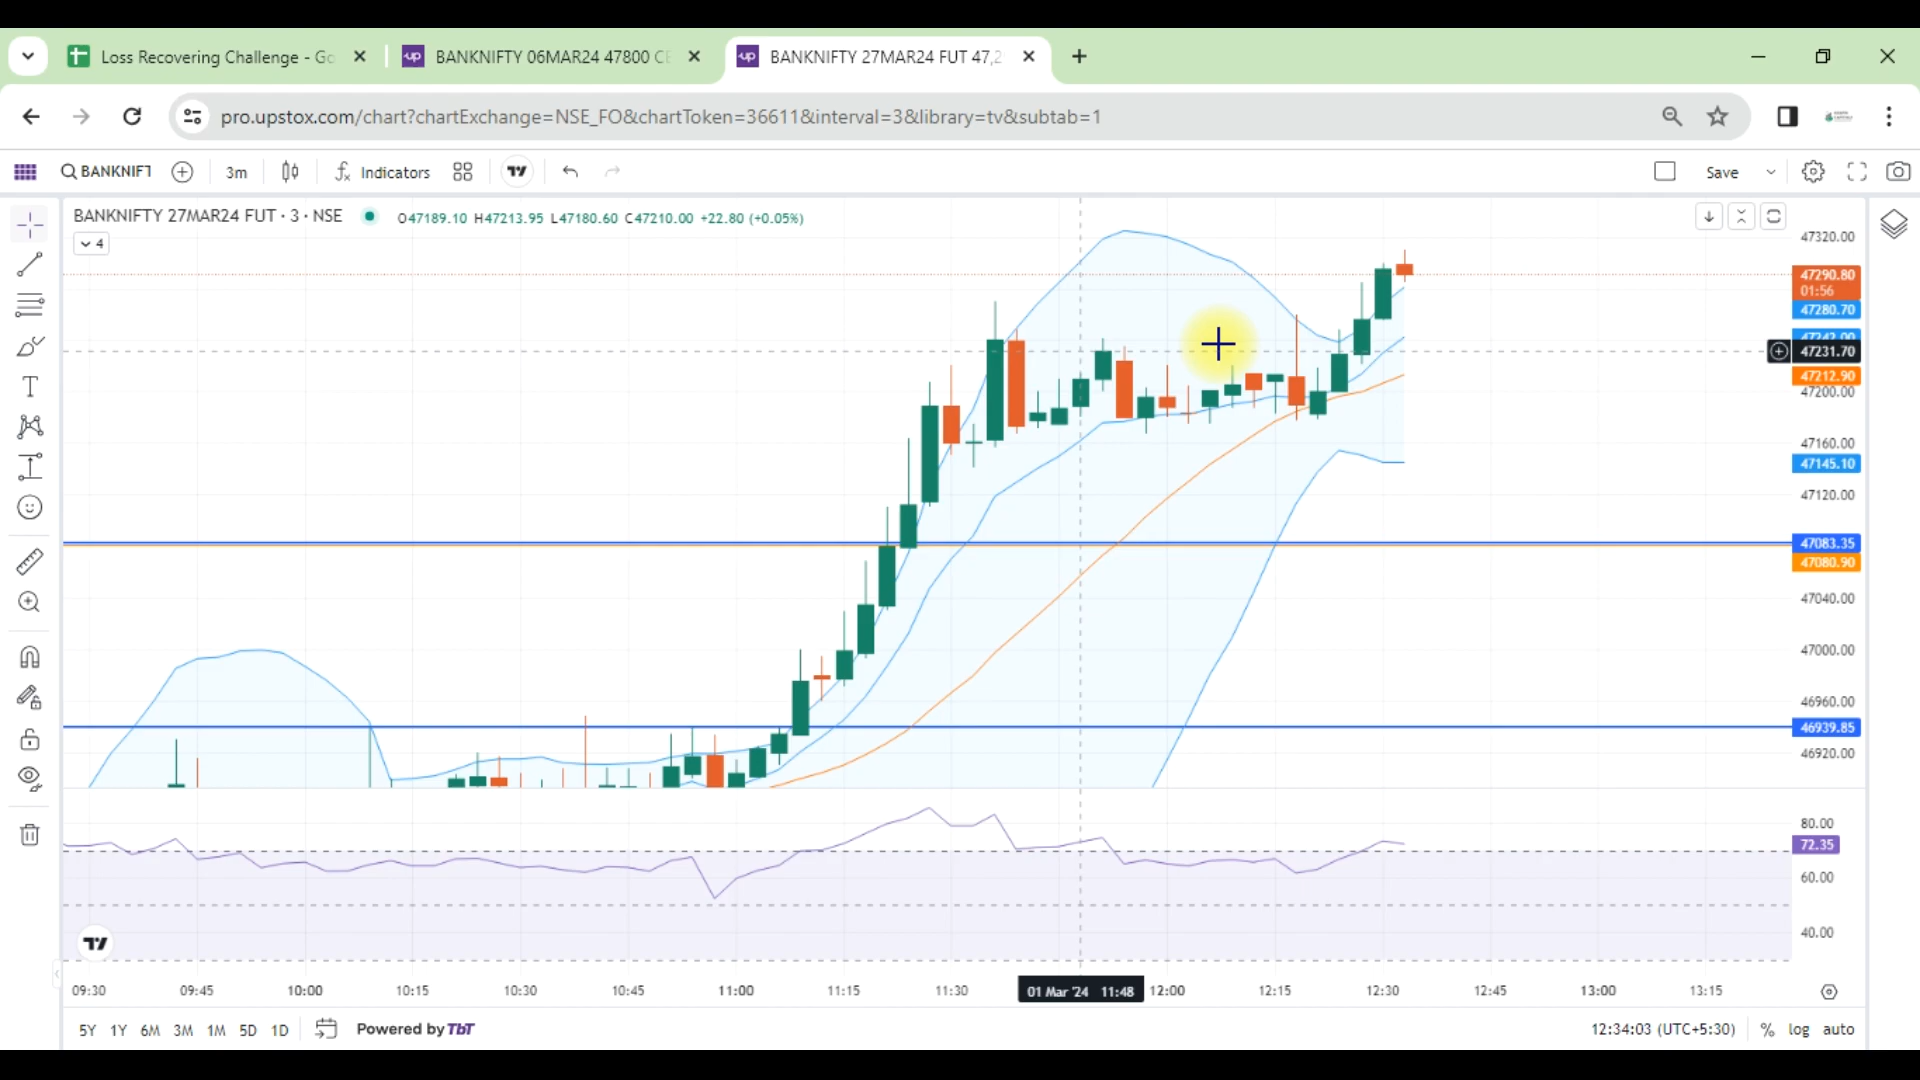 Loss Recovering Challenge - Go
BANKNIFTY 06MAR24 47800 CE
BANKNIFTY 27MAR24 FUT 47,2
pro.upstox.com/chart?chartExchange=NSE_FO&chartToken=36611&interval=3&library=tv&subtab=1
BANKNIFT
3m
Indicators
Save
BANKNIFTY 27MAR24 FUT · 3 · NSE
O47189.10 H47213.95 L47180.60 C47210.00 +22.80 (+0.05%)
4
47320.00
47290.80
01:56
47280.70
47242.00
47231.70
47212.90
47200.00
47160.00
47145.10
47120.00
47083.35
47080.90
47040.00
47000.00
46960.00
46939.85
46920.00
80.00
72.35
60.00
40.00
09:30 09:45 10:00 10:15 10:30 10:45 11:00 11:15 11:30 01 Mar '24 11:48 12:00 12:15 12:30 12:45 13:00 13:15
5Y 1Y 6M 3M 1M 5D 1D
Powered by TbT
12:34:03 (UTC+5:30)
% log auto